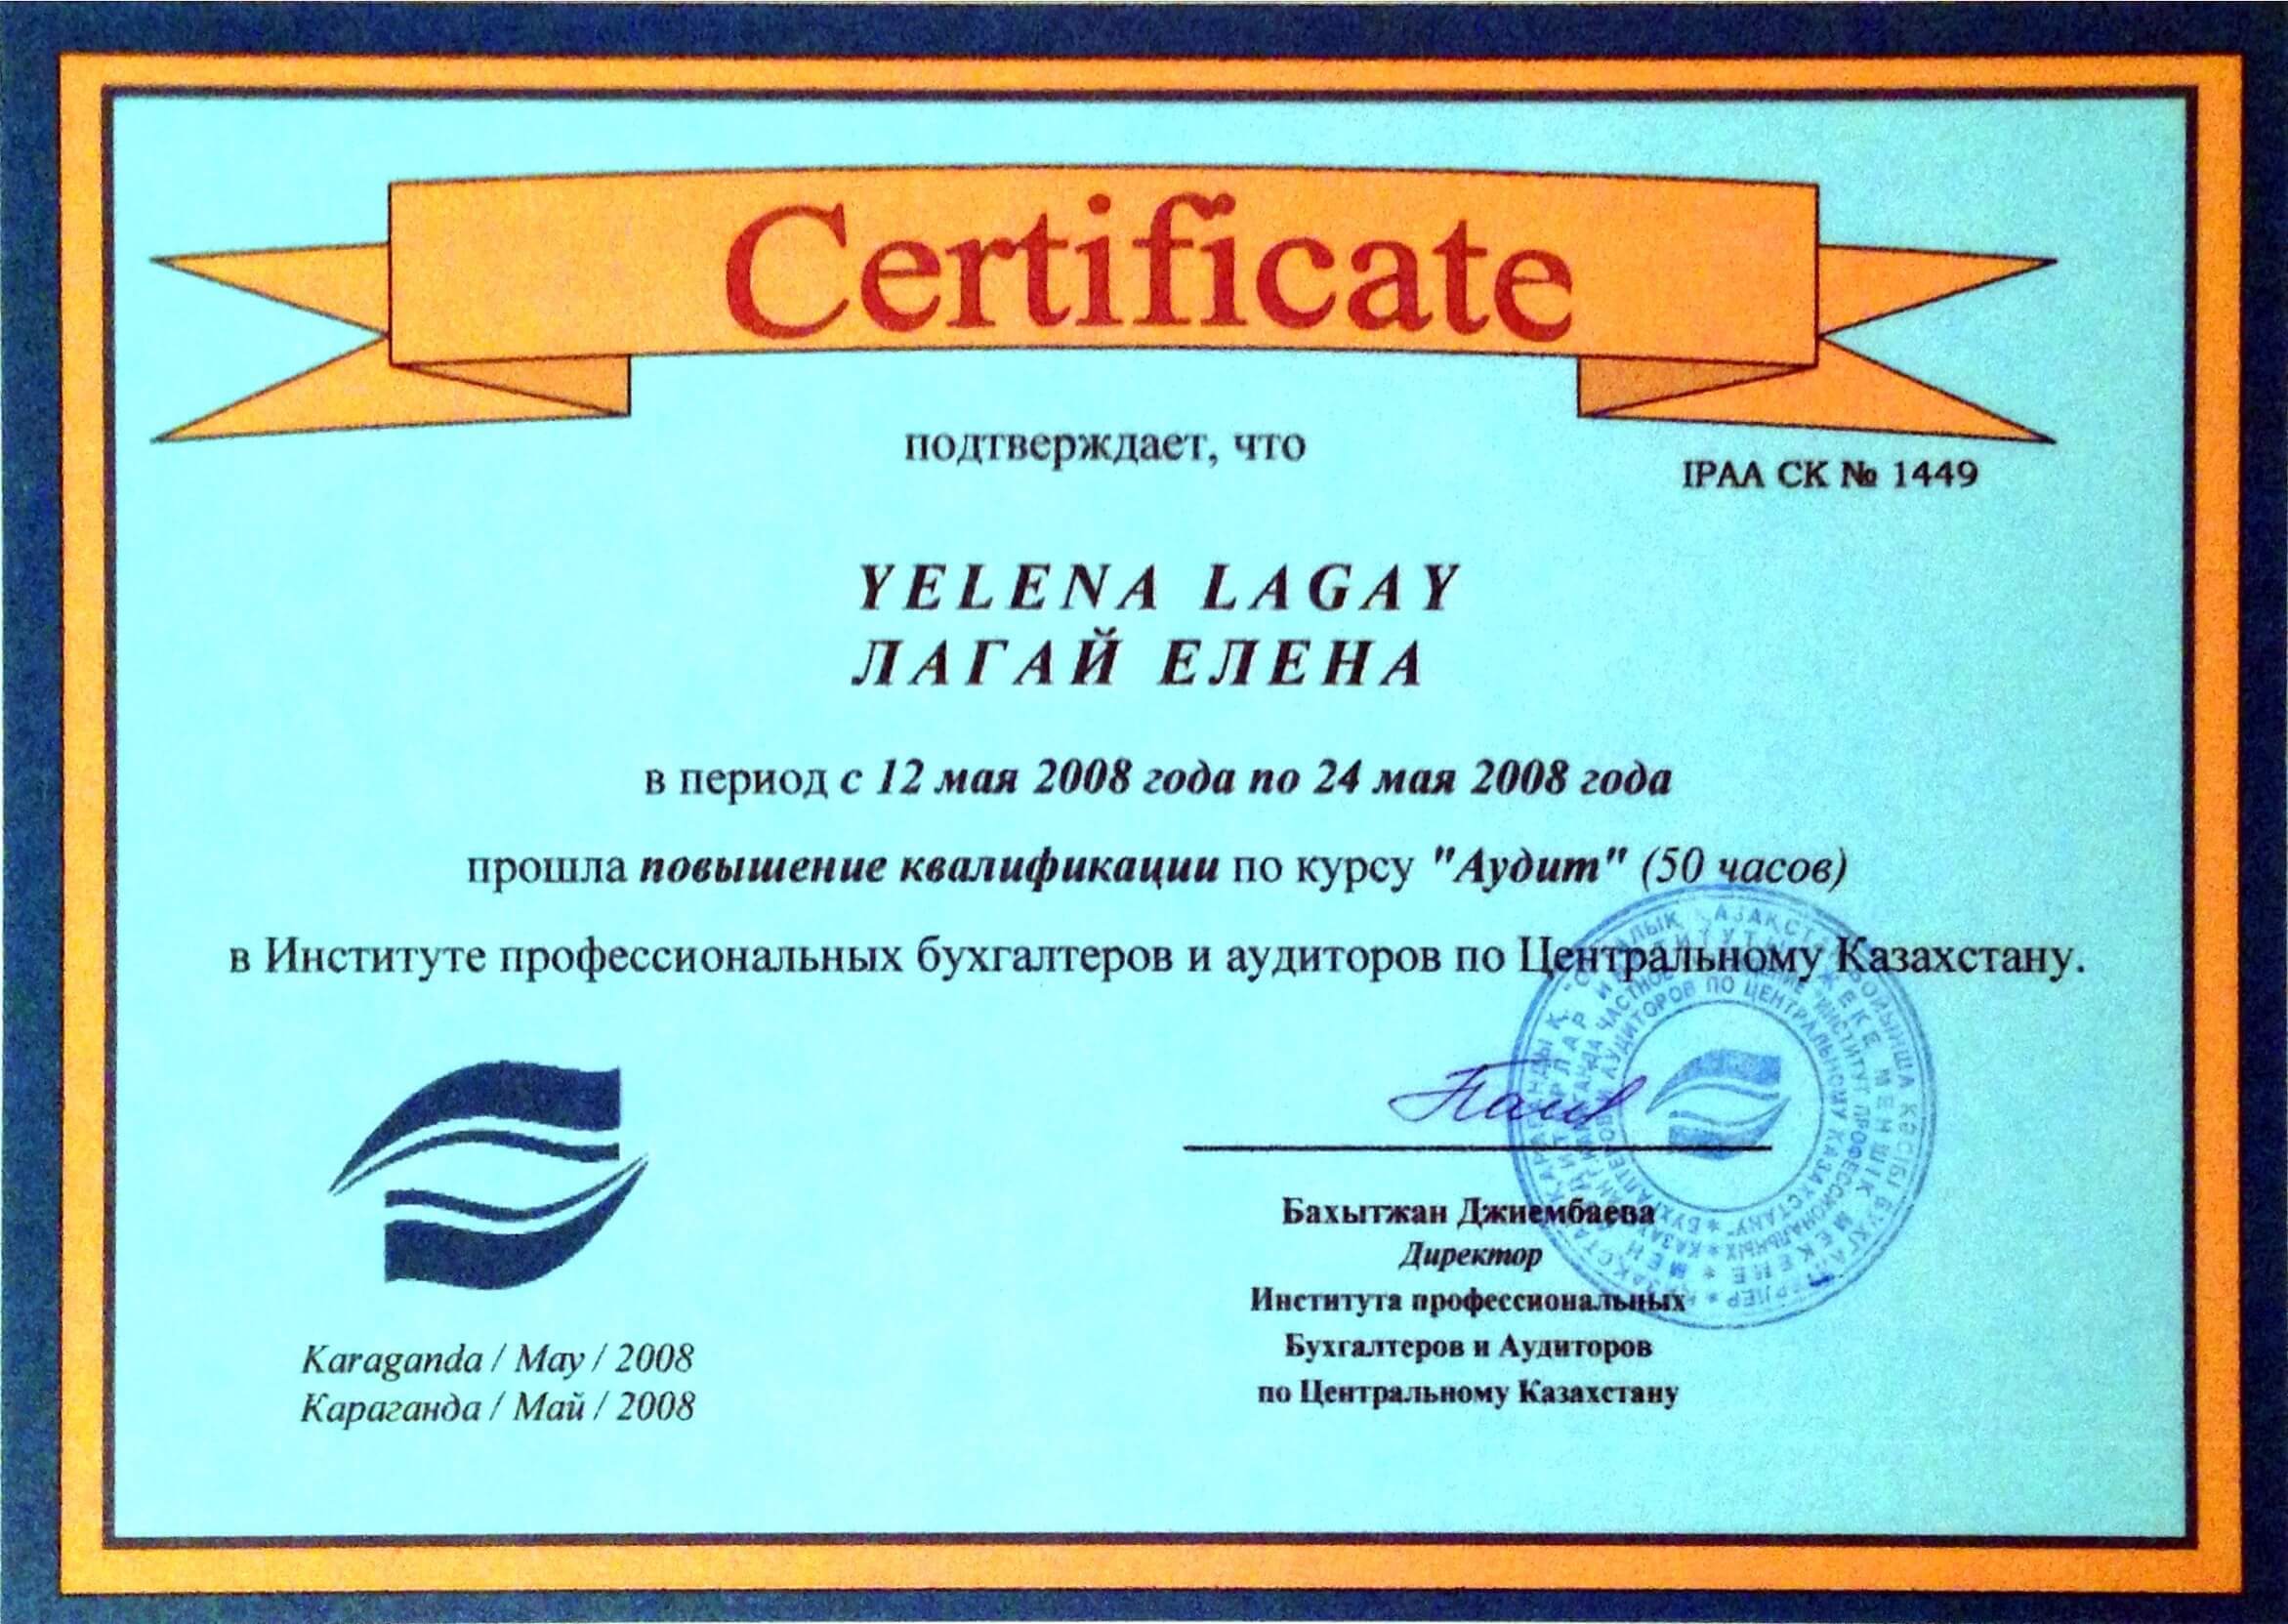 Certificate
подтверждает, что
IPAA CK № 1449
YELENA LAGAY
ЛАГАЙ ЕЛЕНА
в период с 12 мая 2008 года по 24 мая 2008 года
прошла повышение квалификации по курсу "Аудит" (50 часов)
в Институте профессиональных бухгалтеров и аудиторов по Центральному Казахстану.
Бахытжан Джиембаева
Директор
Института профессиональных
Бухгалтеров и Аудиторов
по Центральному Казахстану
Karaganda / May / 2008
Караганда / Май / 2008